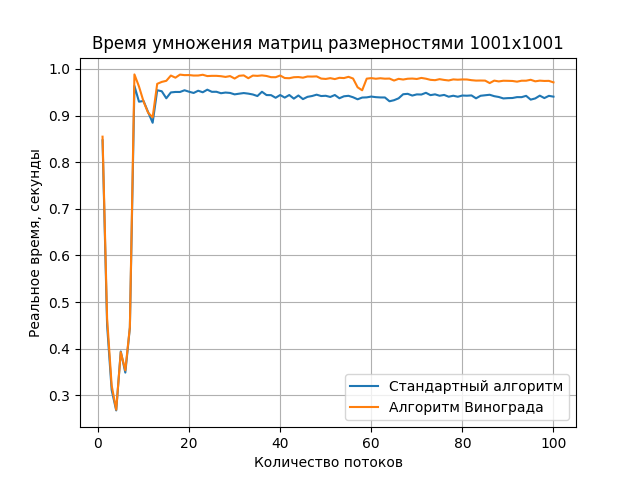 Время умножения матриц размерностями 1001x1001
1.0
0.9
0.8
0.7
0.6
0.5
0.4
0.3
Реальное время, секунды
Стандартный алгоритм
Алгоритм Винограда
0 20 40 60 80 100
Количество потоков